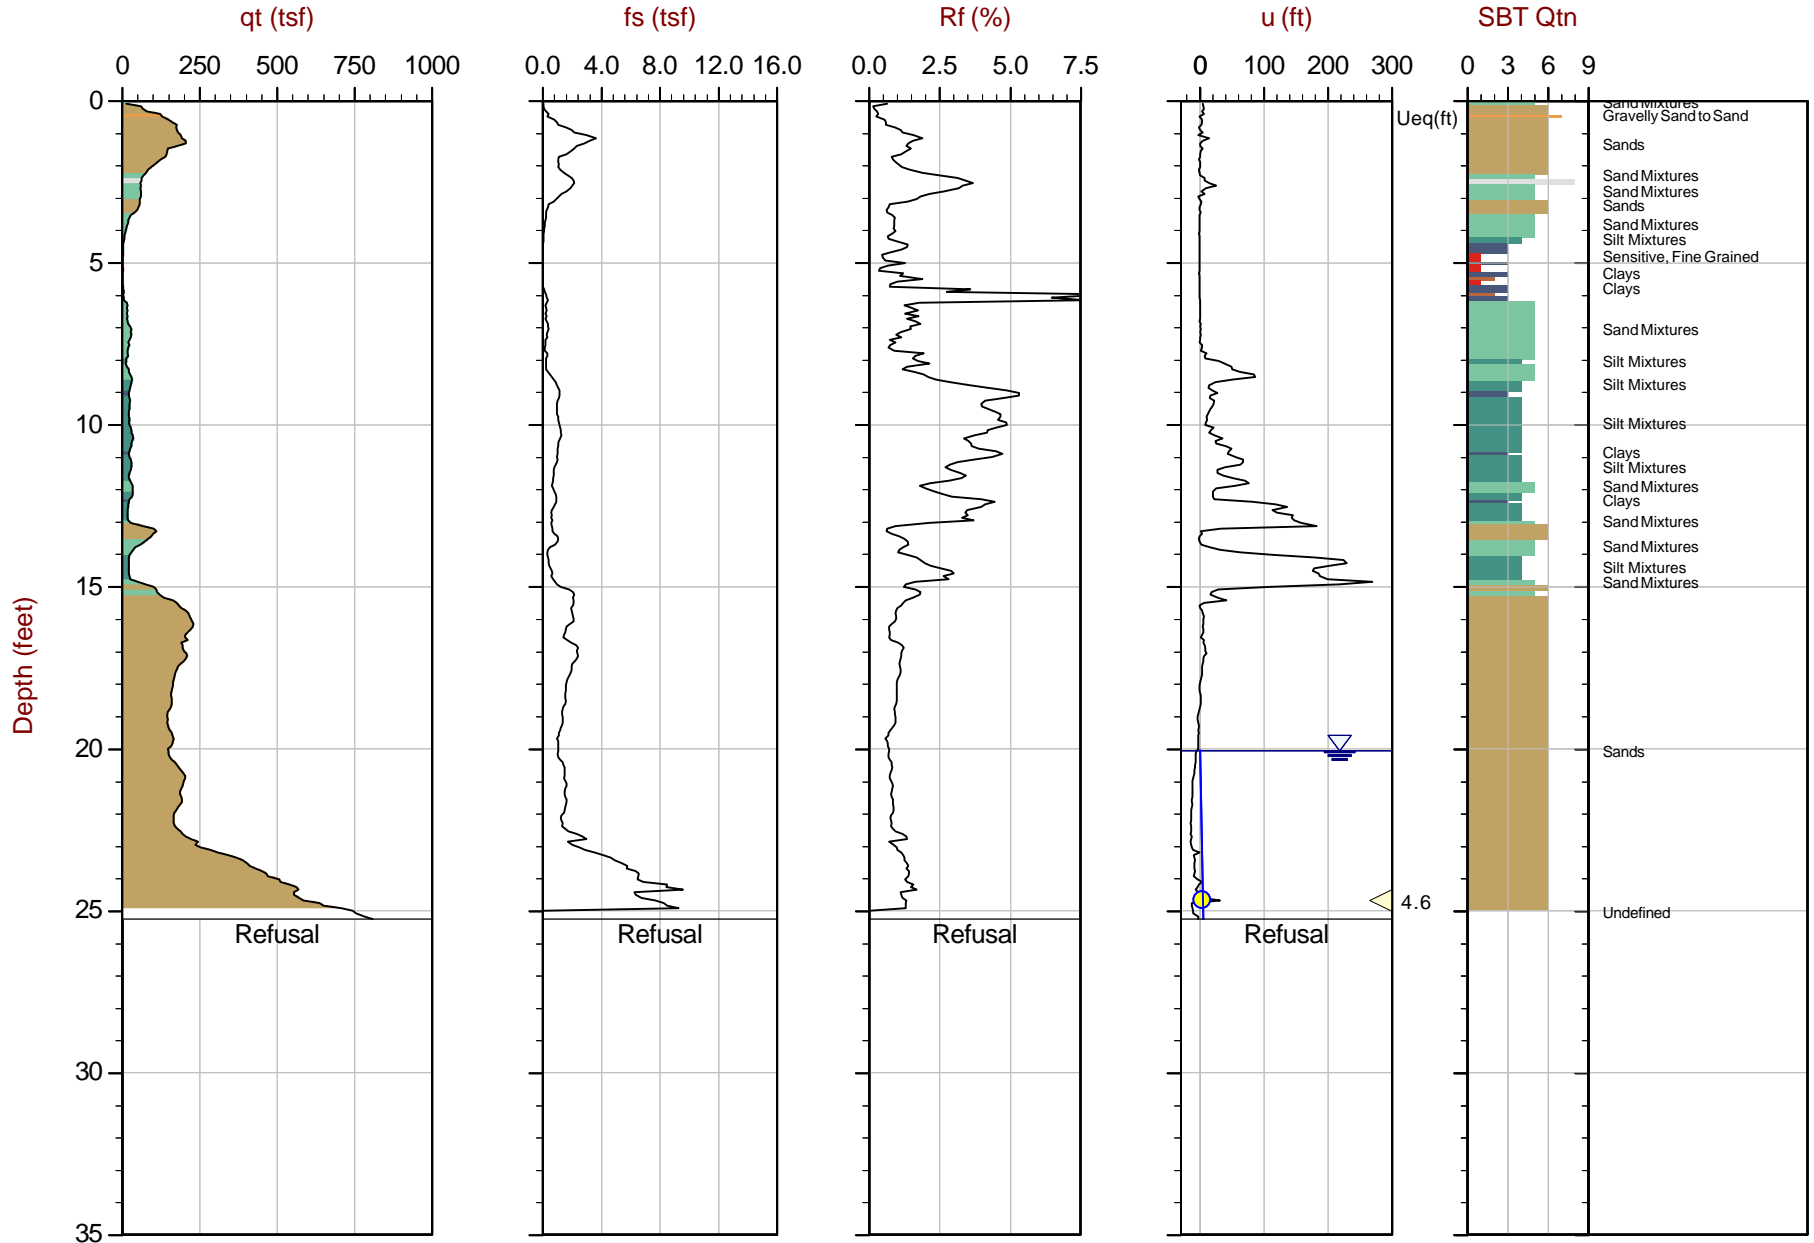 qt (tsf) fs (tsf) Rf (%) u (ft) SBT Qtn
0 250 500 750 1000 0.0 4.0 8.0 12.0 16.0 0.0 2.5 5.0 7.5 0 100 200 300 0 3 6 9
0
Sand Mixtures
Ueq(ft)
Gravelly Sand to Sand
Sands
Sand Mixtures
Sand Mixtures
Sands
Sand Mixtures
Silt Mixtures
Sensitive, Fine Grained
5
Clays
Clays
Sand Mixtures
Silt Mixtures
Silt Mixtures
10
Silt Mixtures
Clays
Silt Mixtures
Sand Mixtures
Clays
Sand Mixtures
Sand Mixtures
Silt Mixtures
Sand Mixtures
15
Depth (feet)
20
Sands
4.6
25
Undefined
Refusal Refusal Refusal Refusal
30
35